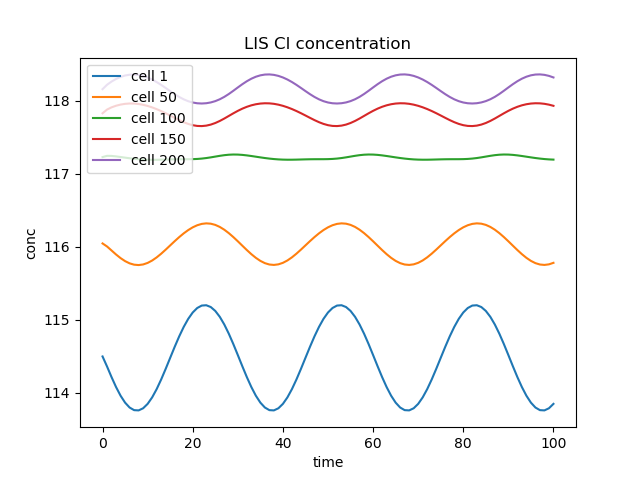 LIS Cl concentration
cell 1
cell 50
cell 100
cell 150
cell 200
118
117
116
115
114
conc
0 20 40 60 80 100
time